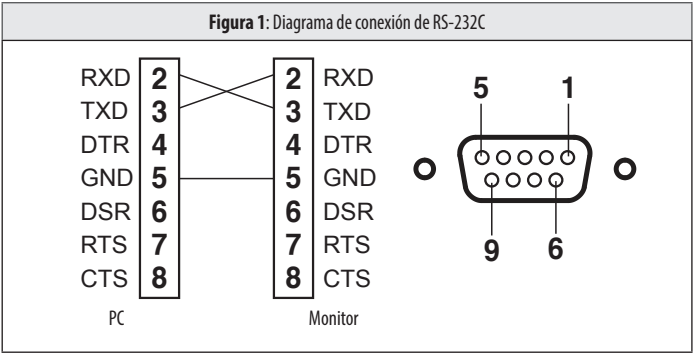 Figura 1: Diagrama de conexión de RS-232C
RXD 2 2 RXD
TXD 3 3 TXD
DTR 4 4 DTR
GND 5 5 GND
DSR 6 6 DSR
RTS 7 7 RTS
CTS 8 8 CTS
PC Monitor
5 1
9 6